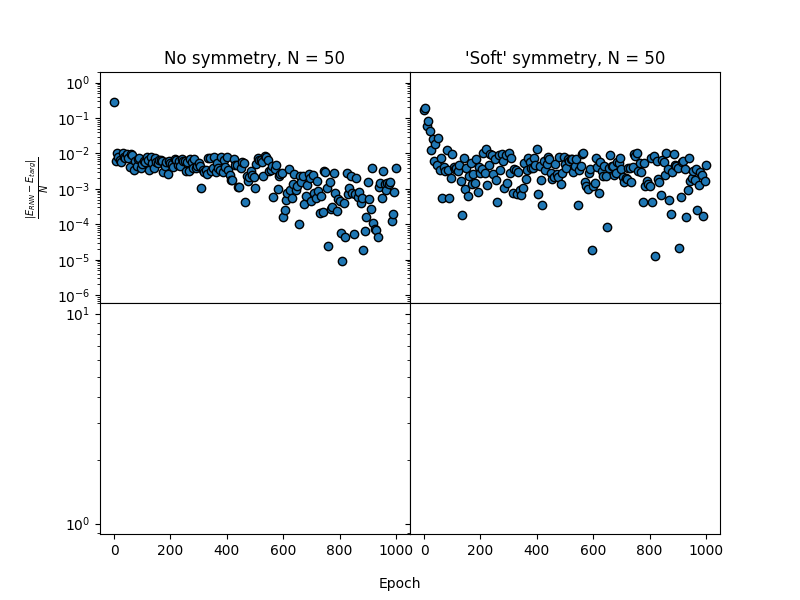 No symmetry, N = 50 'Soft' symmetry, N = 50
10⁰
10⁻¹
10⁻²
10⁻³
10⁻⁴
10⁻⁵
10⁻⁶
|E_RNN − E_targ| / N
10¹
10⁰
0 200 400 600 800 1000 0 200 400 600 800 1000
Epoch